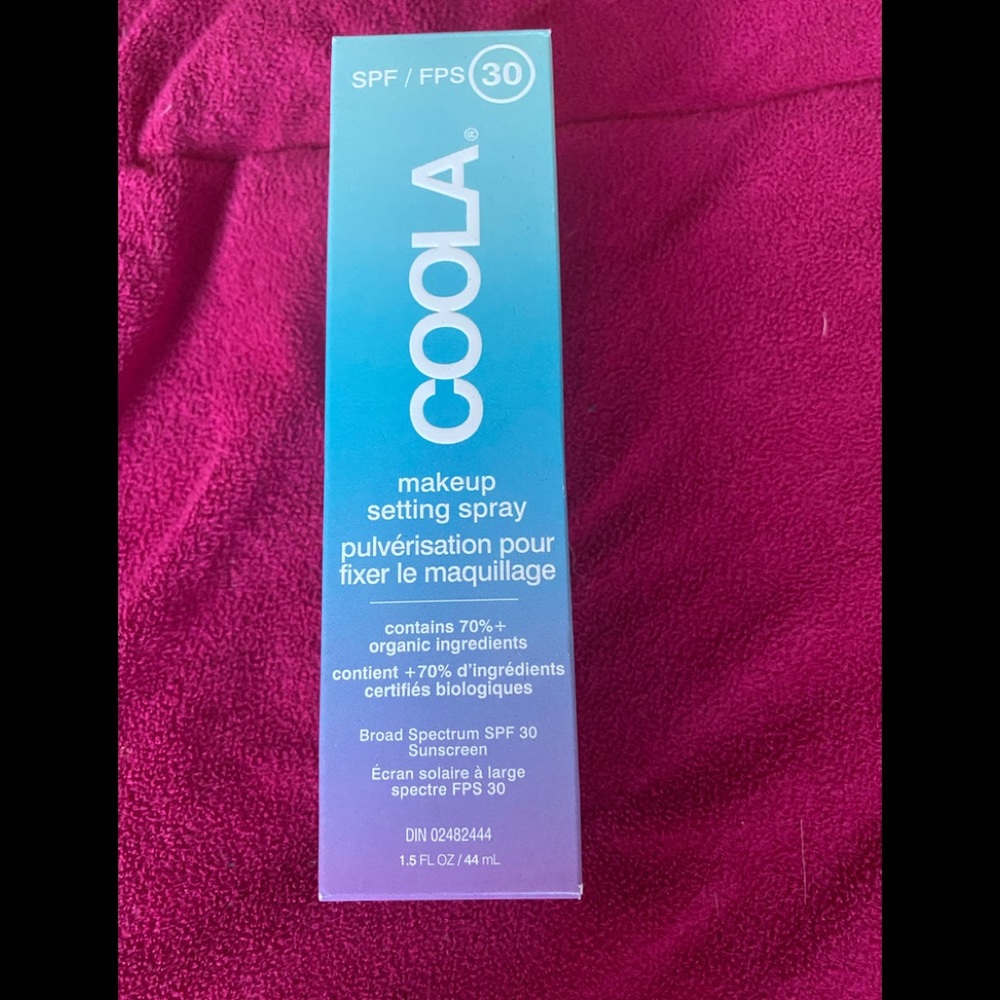 SPF / FPS 30
COOLA®
makeup
setting spray
pulvérisation pour
fixer le maquillage
contains 70%+
organic ingredients
contient +70% d'ingrédients
certifiés biologiques
Broad Spectrum SPF 30
Sunscreen
Écran solaire à large
spectre FPS 30
DIN 02482444
1.5 FL OZ / 44 mL